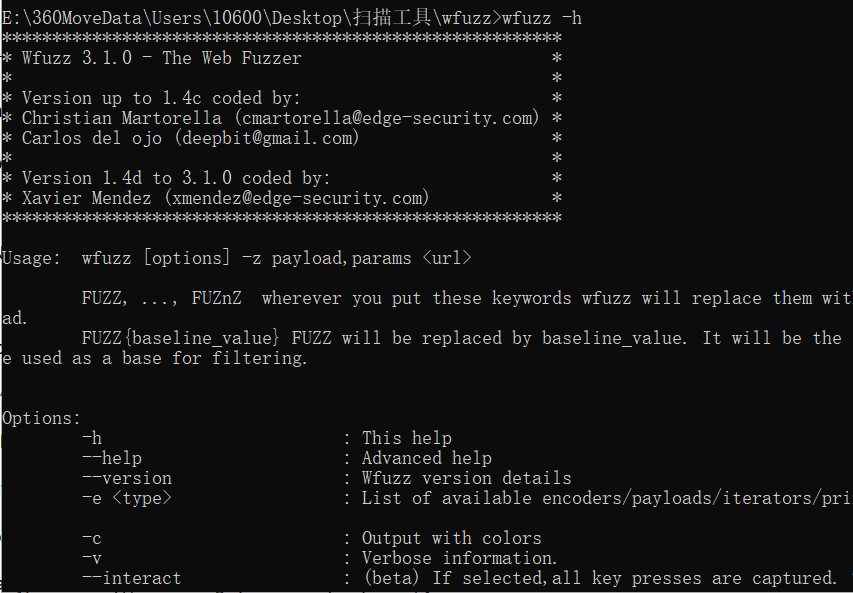 E:\360MoveData\Users\10600\Desktop\扫描工具\wfuzz>wfuzz -h
********************************************************
* Wfuzz 3.1.0 - The Web Fuzzer                         *
*                                                      *
* Version up to 1.4c coded by:                         *
* Christian Martorella (cmartorella@edge-security.com) *
* Carlos del ojo (deepbit@gmail.com)                   *
*                                                      *
* Version 1.4d to 3.1.0 coded by:                      *
* Xavier Mendez (xmendez@edge-security.com)            *
********************************************************
Usage:  wfuzz [options] -z payload,params <url>
        FUZZ, ..., FUZnZ  wherever you put these keywords wfuzz will replace them wit
ad.
        FUZZ{baseline_value} FUZZ will be replaced by baseline_value. It will be the
e used as a base for filtering.
Options:
        -h                        : This help
        --help                    : Advanced help
        --version                 : Wfuzz version details
        -e <type>                 : List of available encoders/payloads/iterators/pri
        -c                        : Output with colors
        -v                        : Verbose information.
        --interact                : (beta) If selected,all key presses are captured.